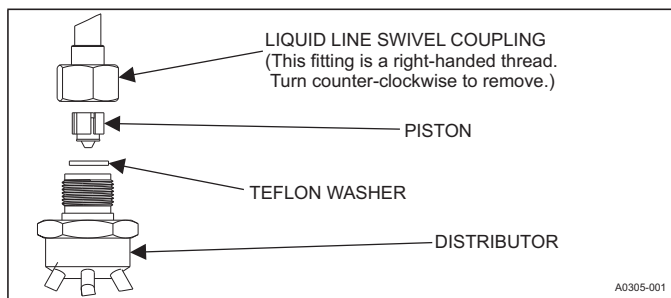 LIQUID LINE SWIVEL COUPLING
(This fitting is a right-handed thread.
Turn counter-clockwise to remove.)
PISTON
TEFLON WASHER
DISTRIBUTOR
A0305-001